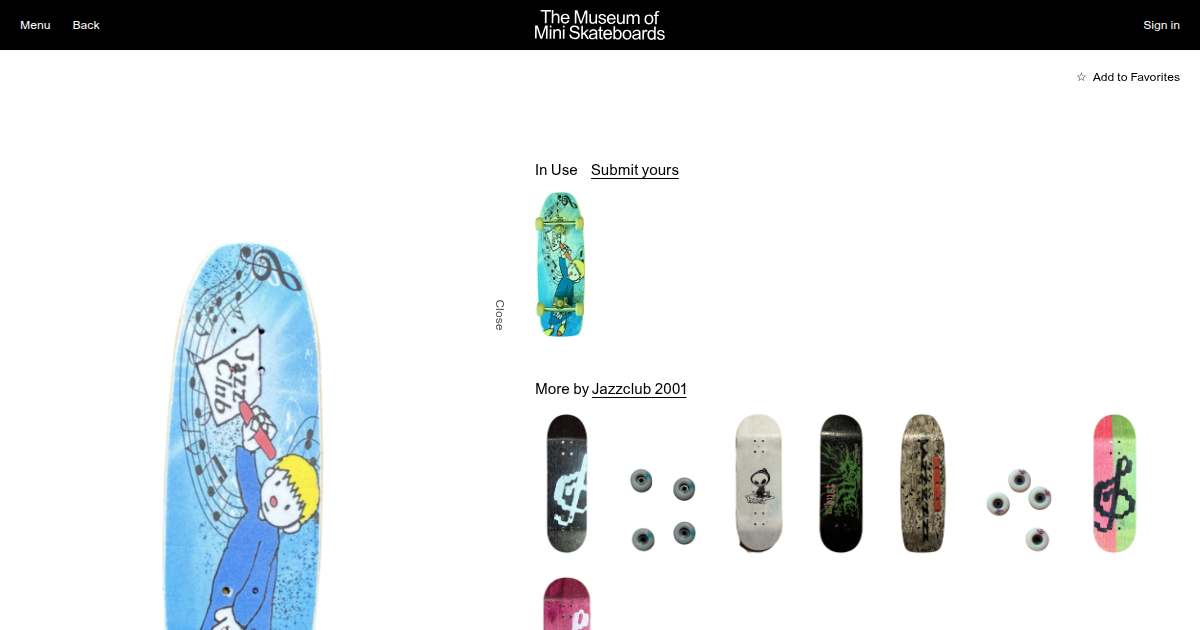 Menu
Back
The Museum of
Mini Skateboards
Sign in
☆ Add to Favorites
In Use
Submit yours
Close
Jazz
Club
More by Jazzclub 2001